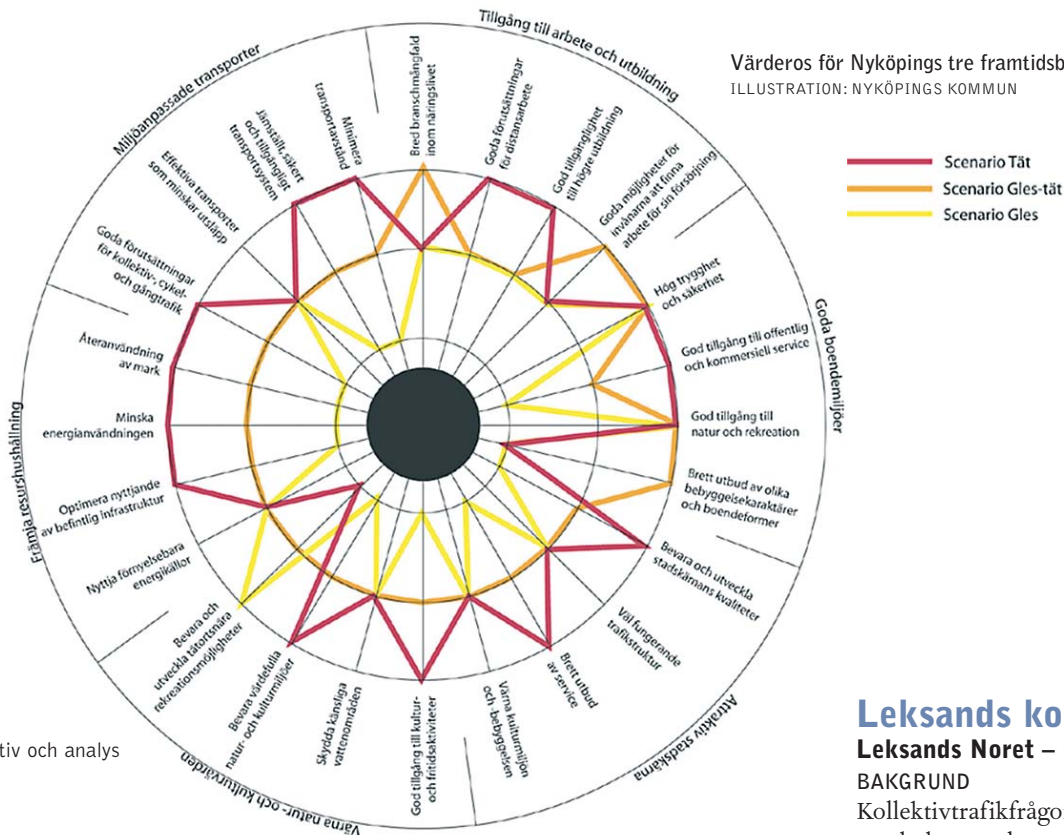 Tillgång till arbete och utbildning
Värderos för Nyköpings tre framtidsb
ILLUSTRATION: NYKÖPINGS KOMMUN
Scenario Tät
Scenario Gles-tät
Scenario Gles
Miljöanpassade transporter
Bred branschmångfald
inom näringslivet
Goda förutsättningar
för distansarbete
God tillgänglighet
till högre utbildning
Goda möjligheter för
invånarna att finna
arbete för sin försörjning
Goda boendemiljöer
Hög trygghet
och säkerhet
God tillgång till offentlig
och kommersiell service
God tillgång till
natur och rekreation
Brett utbud av olika
bebyggelsekaraktärer
och boendeformer
Attraktiv stadskärna
Bevara och utveckla
stadskärnans kvaliteter
Väl fungerande
trafikstruktur
Brett utbud
av service
Värna kulturmiljön
och -bebyggelsen
Värna natur- och kulturvärden
God tillgång till kultur-
och fritidsaktiviteter
Skydda känsliga
vattenområden
Bevara värdefulla
natur- och kulturmiljöer
Bevara och
utveckla tätortsnära
rekreationsmöjligheter
Främja resurshushållning
Nyttja förnyelsebara
energikällor
Optimera nyttjande
av befintlig infrastruktur
Minska
energianvändningen
Återanvändning
av mark
Goda förutsättningar
för kollektiv-, cykel-
och gångtrafik
Effektiva transporter
som minskar utsläpp
Jämställt, säkert
och tillgängligt
transportsystem
Minimera
transportavstånd
tiv och analys
Leksands ko
Leksands Noret –
BAKGRUND
Kollektivtrafikfrågo